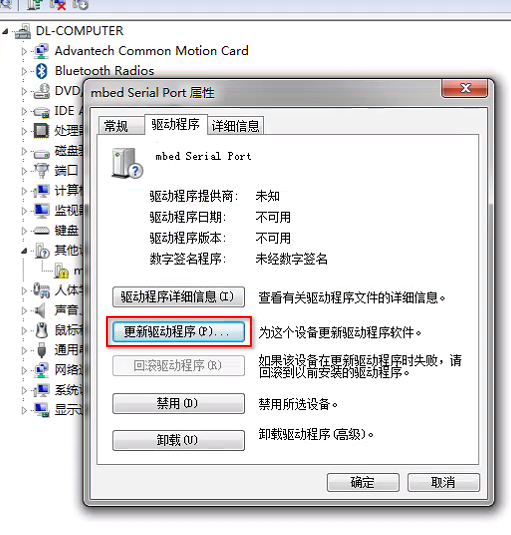 DL-COMPUTER
Advantech Common Motion Card
Bluetooth Radios
DVD
IDE A
处理器
磁盘
端口
计算
监视
键盘
其他
m
人体
声音、
鼠标
通用
网络
系统
显示
mbed Serial Port 属性
常规 驱动程序 详细信息
mbed Serial Port
驱动程序提供商: 未知
驱动程序日期: 不可用
驱动程序版本: 不可用
数字签名程序: 未经数字签名
驱动程序详细信息(I) 查看有关驱动程序文件的详细信息。
更新驱动程序(P)... 为这个设备更新驱动程序软件。
回滚驱动程序(R) 如果该设备在更新驱动程序时失败，请
回滚到以前安装的驱动程序。
禁用(D) 禁用所选设备。
卸载(U) 卸载驱动程序(高级)。
确定 取消